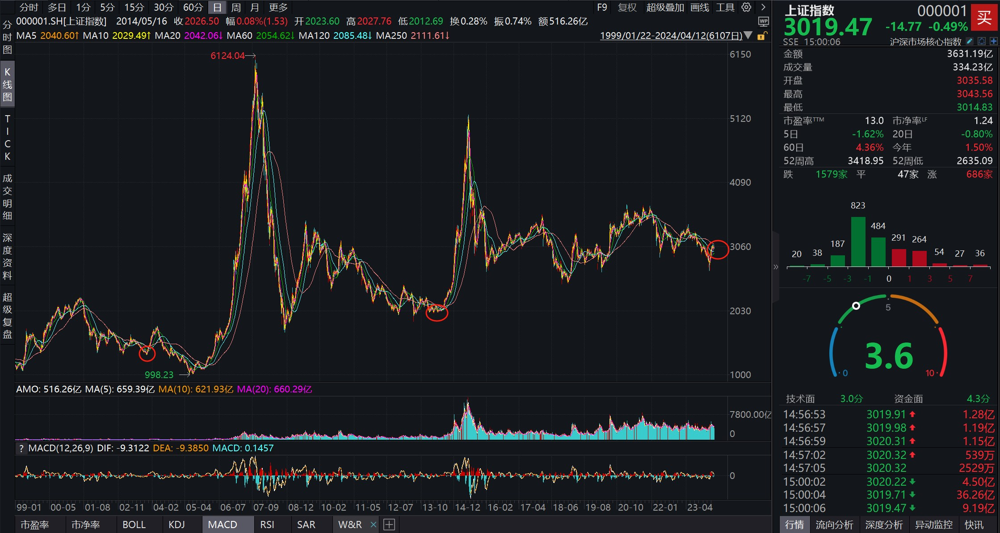 分时 多日 1分 5分 15分 30分 60分 日 周 月 更多 F9 复权 超级叠加 画线 工具
000001.SH[上证指数] 2014/05/16 收2026.50 幅0.08%(1.53) 开2023.60 高2027.76 低2012.69 换0.28% 振0.74% 额516.26亿
WP
MA5 2040.60↑ MA10 2029.49↑ MA20 2042.06↓ MA60 2054.62↓ MA120 2085.48↓ MA250 2111.61↓
1999/01/22-2024/04/12(6107日)
分时图
K线图
TICK
成交明细
深度资料
超级复盘
6124.04
998.23
6150
5120
4090
3060
2030
1000
AMO: 516.26亿 MA(5): 659.39亿 MA(10): 621.93亿 MA(20): 660.29亿
7800.00亿
0
? MACD(12,26,9) DIF: -9.3122 DEA: -9.3850 MACD: 0.1457
0
99-01 00-05 01-08 02-11 04-02 05-04 06-07 07-09 08-12 10-02 11-05 12-07 13-10 14-12 16-02 17-04 18-06 19-08 20-10 22-01 23-04
市盈率 市净率 BOLL KDJ MACD RSI SAR W&R
上证指数 000001 买
3019.47 -14.77 -0.49%
SSE 15:00:06 沪深市场核心指数
金额 3631.19亿
成交量 334.23亿
开盘 3035.58
最高 3043.56
最低 3014.83
市盈率TTM 13.0 市净率LF 1.24
5日 -1.62% 20日 -0.80%
60日 4.36% 今年 1.50%
52周高 3418.95 52周低 2635.09
跌 1579家 平 47家 涨 686家
20 38 187 823 484 291 264 54 27 36
-7 -5 -3 -1 0 1 3 5 7
5
3.6
0 10
技术面 3.0分 资金面 4.3分
14:56:53 3019.91 1.28亿
14:56:57 3019.98 1.19亿
14:56:59 3020.31 1.15亿
14:57:02 3020.32 539万
14:57:05 3020.32 2529万
15:00:02 3020.22 4.50亿
15:00:04 3019.71 36.26亿
15:00:06 3019.47 9.19亿
行情 流向分析 深度分析 异动监控 快讯